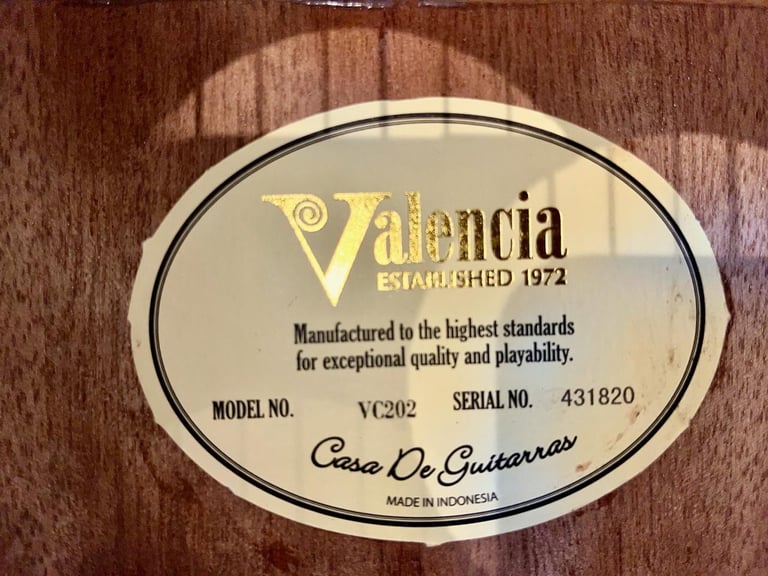 Valencia
ESTABLISHED 1972
Manufactured to the highest standards
for exceptional quality and playability.
MODEL NO. VC202 SERIAL NO. 431820
Casa De Guitarras
MADE IN INDONESIA